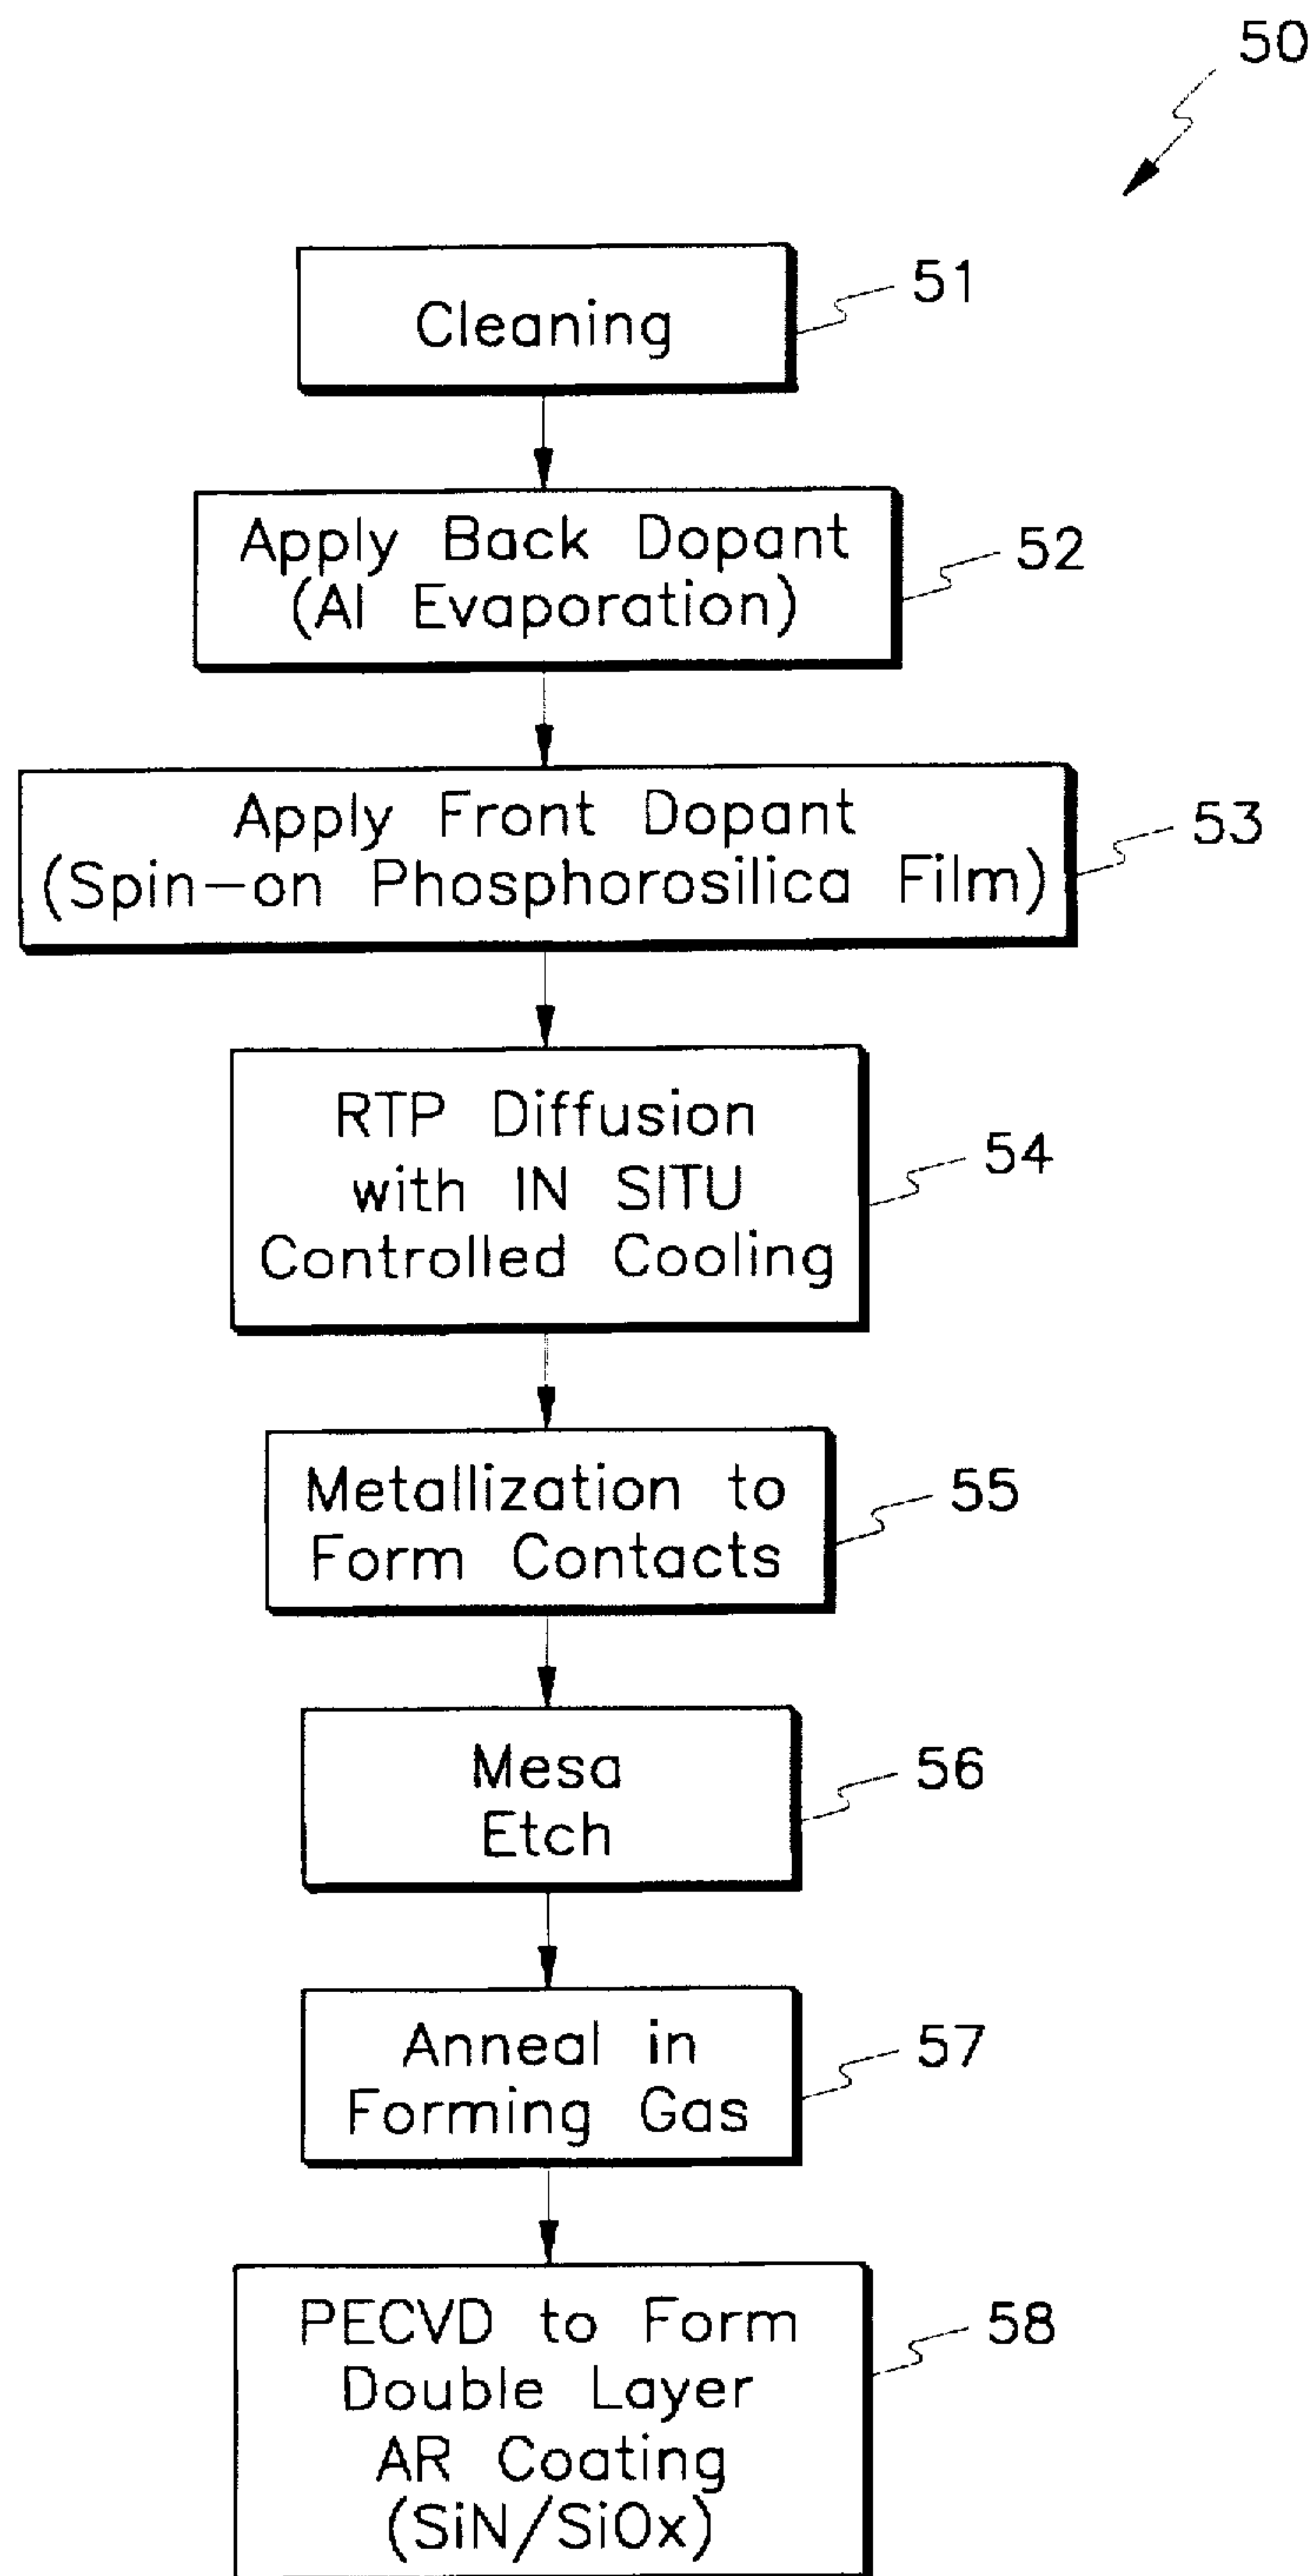 50
Cleaning
51
Apply Back Dopant
(Al Evaporation)
52
Apply Front Dopant
(Spin-on Phosphorosilica Film)
53
RTP Diffusion
with IN SITU
Controlled Cooling
54
Metallization to
Form Contacts
55
Mesa
Etch
56
Anneal in
Forming Gas
57
PECVD to Form
Double Layer
AR Coating
(SiN/SiOx)
58